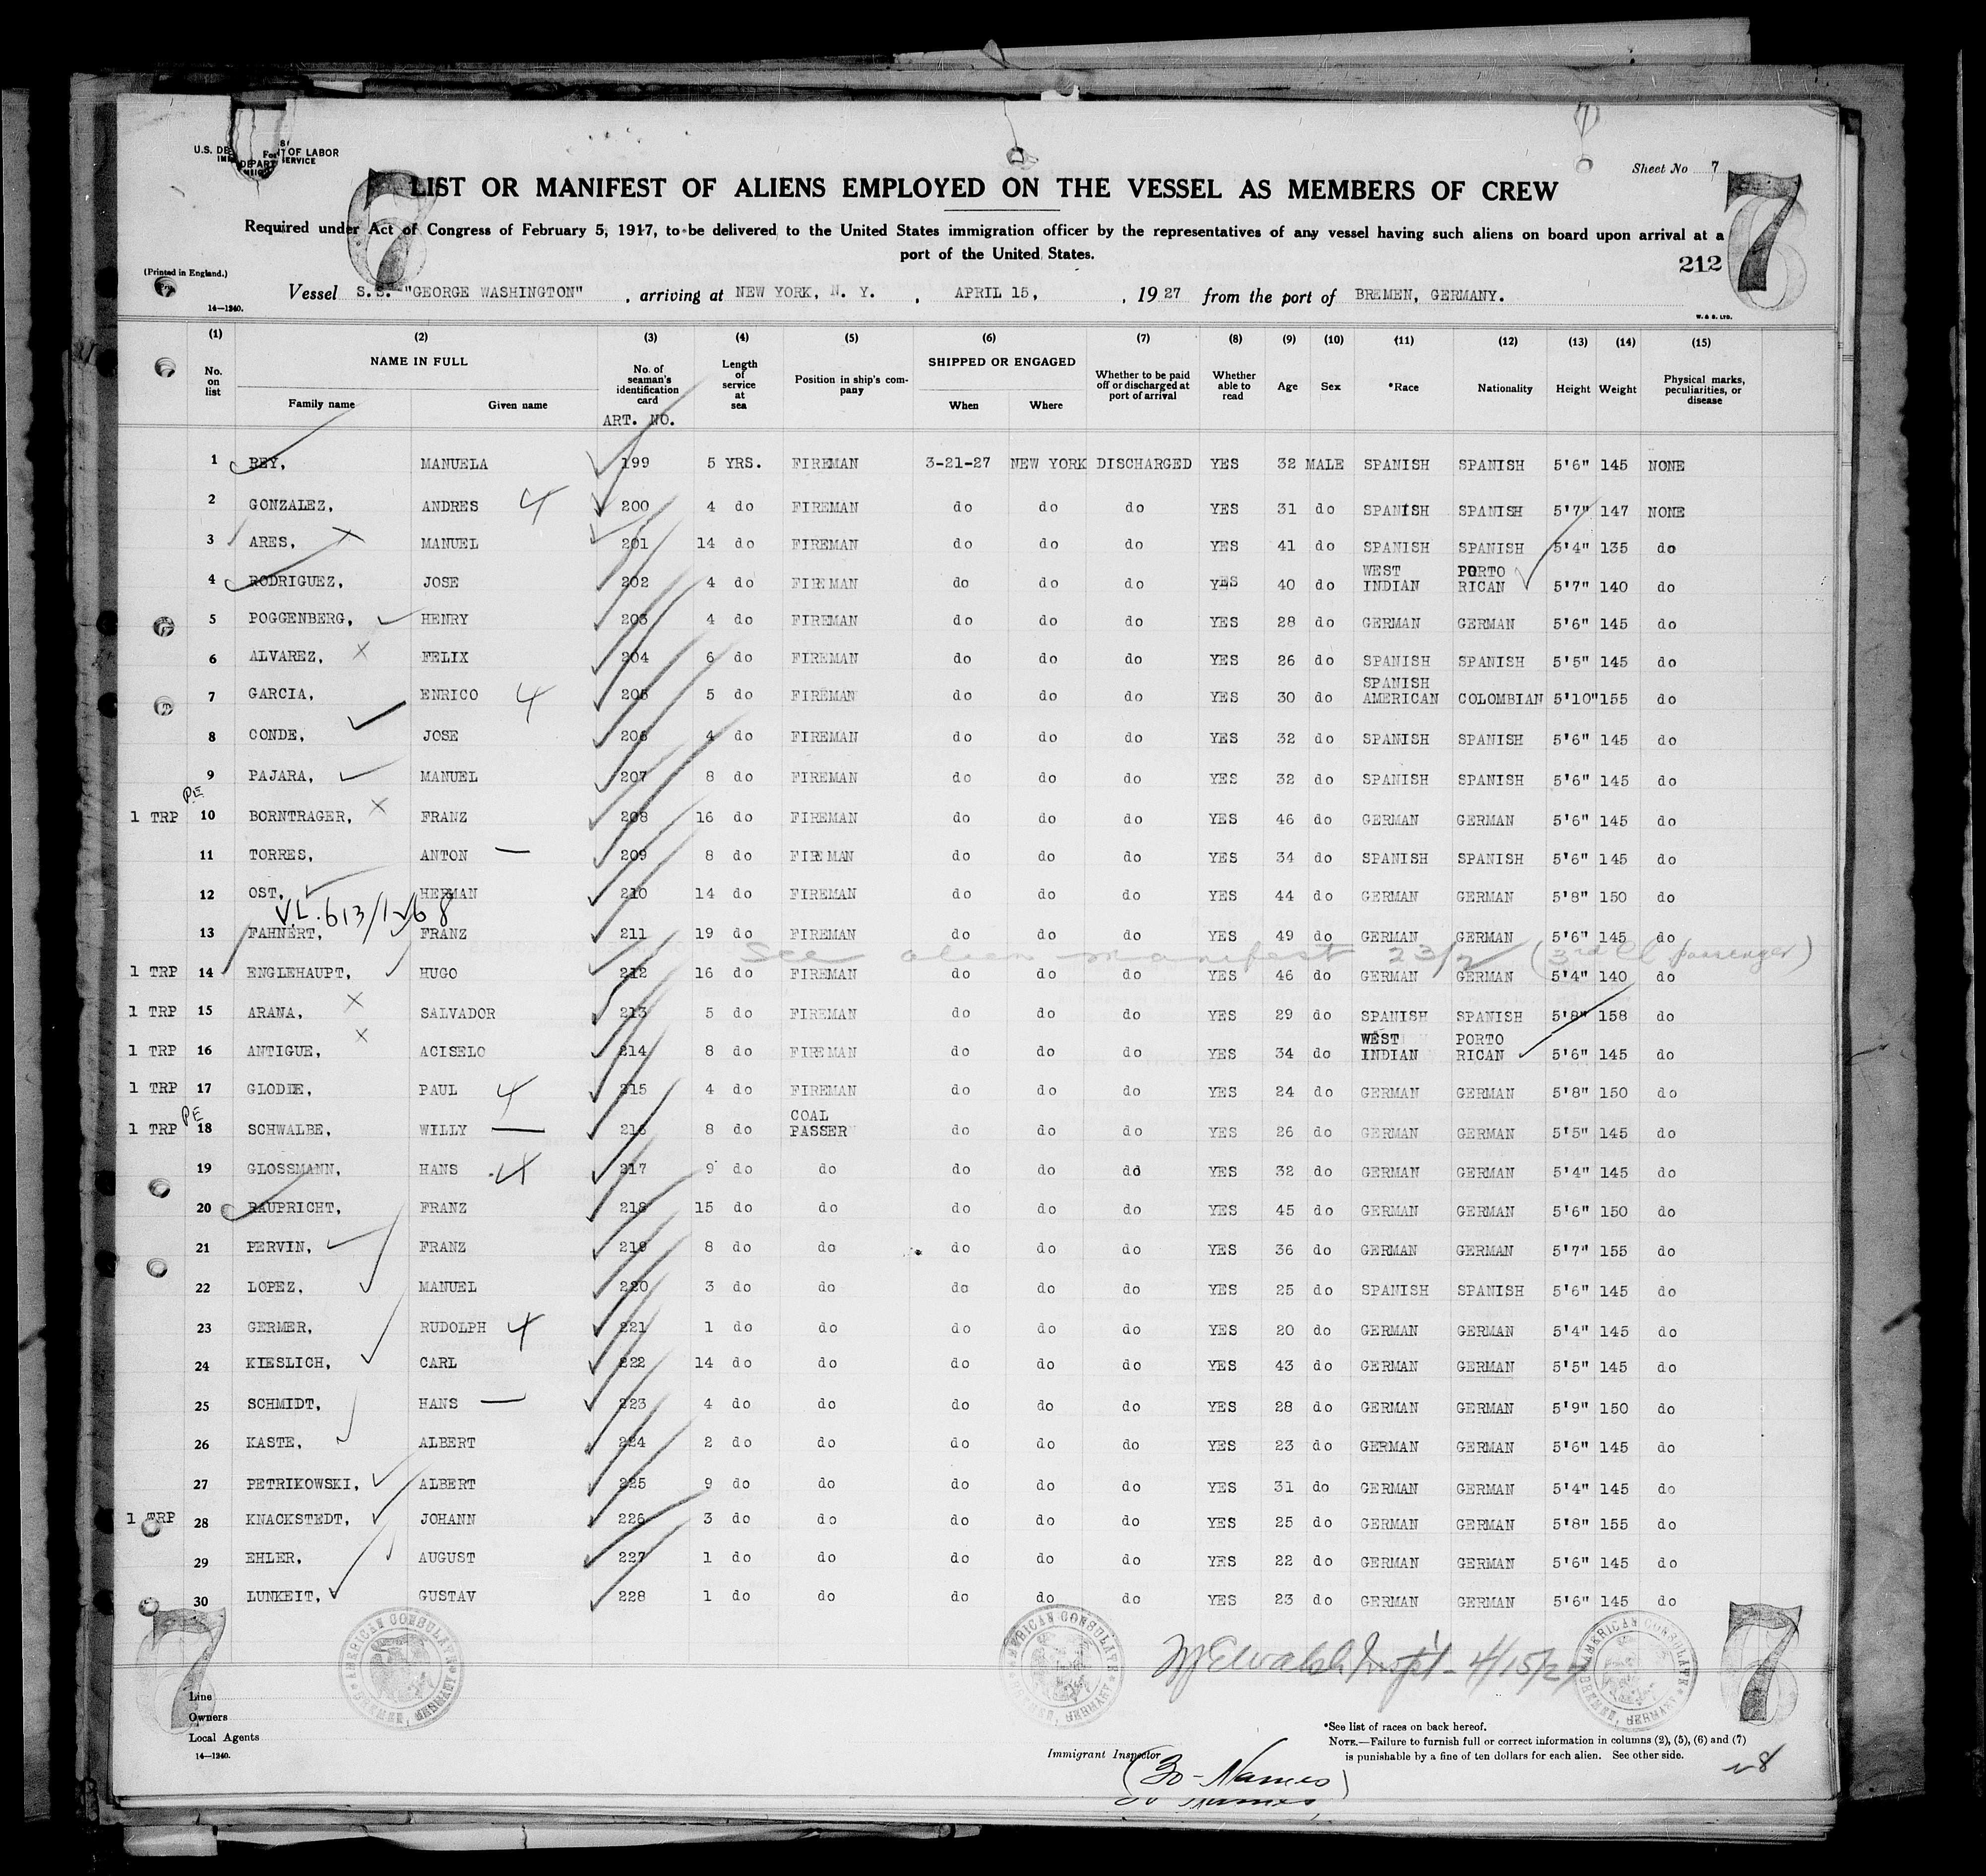 U.S. DE OF LABOR
SERVICE
Sheet No 7
LIST OR MANIFEST OF ALIENS EMPLOYED ON THE VESSEL AS MEMBERS OF CREW
Required under Act of Congress of February 5, 1917, to be delivered to the United States immigration officer by the representatives of any vessel having such aliens on board upon arrival at a
port of the United States.
7
7
212
(Printed in England.)
Vessel S.S. "GEORGE WASHINGTON" , arriving at NEW YORK, N. Y. , APRIL 15, , 19 27 from the port of BREMEN, GERMANY.
14—1240.
W. & S. LTD.
(1) (2) (3) (4) (5) (6) (7) (8) (9) (10) (11) (12) (13) (14) (15)
No. on list NAME IN FULL Family name Given name No. of seaman's identification card ART. NO. Length of service at sea Position in ship's company SHIPPED OR ENGAGED When Where Whether to be paid off or discharged at port of arrival Whether able to read Age Sex *Race Nationality Height Weight Physical marks, peculiarities, or disease
1 REY, MANUELA 199 5 YRS. FIREMAN 3-21-27 NEW YORK DISCHARGED YES 32 MALE SPANISH SPANISH 5'6" 145 NONE
2 GONZALEZ, ANDRES 4 200 4 do FIREMAN do do do YES 31 do SPANISH SPANISH 5'7" 147 NONE
3 ARES, X MANUEL 201 14 do FIREMAN do do do YES 41 do SPANISH SPANISH 5'4" 135 do
4 RODRIGUEZ, JOSE 202 4 do FIREMAN do do do YES 40 do WEST INDIAN PORTO RICAN 5'7" 140 do
5 POGGENBERG, HENRY 203 4 do FIREMAN do do do YES 28 do GERMAN GERMAN 5'6" 145 do
6 ALVAREZ, X FELIX 204 6 do FIREMAN do do do YES 26 do SPANISH SPANISH 5'5" 145 do
7 GARCIA, ENRICO 4 205 5 do FIREMAN do do do YES 30 do SPANISH AMERICAN COLOMBIAN 5'10" 155 do
8 CONDE, JOSE 206 4 do FIREMAN do do do YES 32 do SPANISH SPANISH 5'6" 145 do
9 PAJARA, MANUEL 207 8 do FIREMAN do do do YES 32 do SPANISH SPANISH 5'6" 145 do
PE
1 TRP 10 BORNTRAGER, X FRANZ 208 16 do FIREMAN do do do YES 46 do GERMAN GERMAN 5'6" 145 do
11 TORRES, ANTON — 209 8 do FIREMAN do do do YES 34 do SPANISH SPANISH 5'6" 145 do
12 OST, HERMAN 210 14 do FIREMAN do do do YES 44 do GERMAN GERMAN 5'8" 150 do
13 FAHNERT, FRANZ 211 19 do FIREMAN do do do YES 49 do GERMAN GERMAN 5'6" 145 do
See alien manifest 23/2 (3rd Cl passenger)
1 TRP 14 ENGLEHAUPT, HUGO 212 16 do FIREMAN do do do YES 46 do GERMAN GERMAN 5'4" 140 do
1 TRP 15 ARANA, X SALVADOR 213 5 do FIREMAN do do do YES 29 do SPANISH SPANISH 5'8" 158 do
1 TRP 16 ANTIGUE, X ACISELO 214 8 do FIREMAN do do do YES 34 do WEST INDIAN PORTO RICAN 5'6" 145 do
1 TRP 17 GLODIE, PAUL 4 215 4 do FIREMAN do do do YES 24 do GERMAN GERMAN 5'8" 150 do
PE
1 TRP 18 SCHWALBE, WILLY — 216 8 do COAL PASSER do do do YES 26 do GERMAN GERMAN 5'5" 145 do
19 GLOSSMANN, HANS 4 217 9 do do do do do YES 32 do GERMAN GERMAN 5'4" 145 do
20 RAUPRICHT, FRANZ 218 15 do do do do do YES 45 do GERMAN GERMAN 5'6" 150 do
21 PERVIN, FRANZ 219 8 do do do do do YES 36 do GERMAN GERMAN 5'7" 155 do
22 LOPEZ, MANUEL 220 3 do do do do do YES 25 do SPANISH SPANISH 5'6" 145 do
23 GERMER, RUDOLPH 4 221 1 do do do do do YES 20 do GERMAN GERMAN 5'4" 145 do
24 KIESLICH, CARL 222 14 do do do do do YES 43 do GERMAN GERMAN 5'5" 145 do
25 SCHMIDT, HANS — 223 4 do do do do do YES 28 do GERMAN GERMAN 5'9" 150 do
26 KASTE, ALBERT 224 2 do do do do do YES 23 do GERMAN GERMAN 5'6" 145 do
27 PETRIKOWSKI, ALBERT 225 9 do do do do do YES 31 do GERMAN GERMAN 5'4" 145 do
1 TRP 28 KNACKSTEDT, JOHANN 226 3 do do do do do YES 25 do GERMAN GERMAN 5'8" 155 do
29 EHLER, AUGUST 227 1 do do do do do YES 22 do GERMAN GERMAN 5'6" 145 do
30 LUNKEIT, GUSTAV 228 1 do do do do do YES 23 do GERMAN GERMAN 5'6" 145 do
7
AMERICAN CONSULATE BREMEN, GERMANY
AMERICAN CONSULATE BREMEN, GERMANY
4/15/27
AMERICAN CONSULATE BREMEN, GERMANY
7
Line
Owners
Local Agents
14—1240.
Immigrant Inspector
(30 - Names)
*See list of races on back hereof.
NOTE.—Failure to furnish full or correct information in columns (2), (5), (6) and (7)
is punishable by a fine of ten dollars for each alien. See other side.